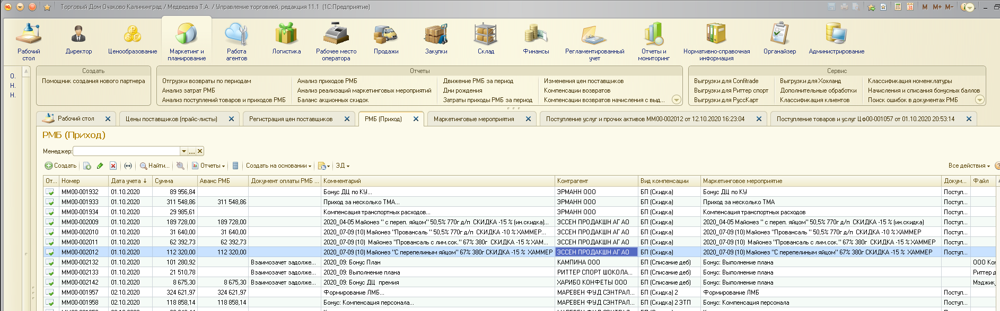 Торговый Дом Очаково Калининград / Медведева Т.А. / Управление торговлей, редакция 11.1 (1С:Предприятие)
M M+ M-
Рабочий стол
Директор
Ценообразование
Маркетинг и планирование
Работа агентов
Логистика
Рабочее место оператора
Продажи
Закупки
Склад
Финансы
Регламентированный учет
Отчеты и мониторинг
Нормативно-справочная информация
Органайзер
Администрирование
О.
Н.
Н.
Создать
Помощник создания нового партнера
Отчеты
Отгрузки возвраты по периодам
Анализ затрат РМБ
Анализ поступлений товаров и приходов РМБ
Анализ приходов РМБ
Анализ реализаций маркетинговых мероприятий
Баланс акционных скидок
Движение РМБ за период
Дни рождения
Затраты приходы РМБ за период
Изменения цен поставщиков
Компенсации возвратов
Компенсации возвратов начисления с выд...
Сервис
Выгрузки для Confitrade
Выгрузки для Риттер спорт
Выгрузки для РуссКарт
Выгрузки для Хохланд
Дополнительные обработки
Классификация клиентов
Классификация номенклатуры
Начисления и списания бонусных баллов
Поиск ошибок в документах РМБ
Рабочий стол
Цены поставщиков (прайс-листы)
Регистрация цен поставщиков
РМБ (Приход)
Маркетинговые мероприятия
Поступление услуг и прочих активов ММ00-002012 от 12.10.2020 16:23:04
Поступление товаров и услуг ЦФ00-001057 от 01.10.2020 20:53:14
РМБ (Приход)
Менеджер:
Создать Найти... Отчеты Создать на основании ЭД Все действия
От... Номер Дата учета ↓ Сумма Аванс РМБ Документ оплаты РМБ ... Комментарий Контрагент Вид компенсации Маркетинговое мероприятие Докум... Файл
ММ00-001932 01.10.2020 89 956,84 Бонус ДЦ по КУ... ЭРМАНН ООО БП (Скидка) Бонус ДЦ по КУ Поступ...
ММ00-001933 01.10.2020 311 548,86 311 548,86 Приход за несколько ТМА... ЭРМАНН ООО БП (Скидка) Приход за несколько ТМА Поступ...
ММ00-001934 01.10.2020 29 985,61 Компенсация транспортных расходов... ЭРМАНН ООО БП (Скидка) Компенсация транспортных расходов Поступ...
ММ00-002009 01.10.2020 189 728,00 189 728,00 2020_04-05 Майонез " с переп. яйцом" 50,5% 770г д/п СКИДКА -15 % (ин.скидка)... ЭССЕН ПРОДАКШН АГ АО БП (Скидка) 2020_04-05 Майонез " с переп. яйцом" 50,5% 770г д/п СКИДКА -15 % (ин.скидка) Поступ...
ММ00-002010 01.10.2020 31 640,00 31 640,00 2020_07-09 (10) Майонез "Провансаль " 50,5% 770г д/п СКИДКА -10 % ХАММЕР... ЭССЕН ПРОДАКШН АГ АО БП (Скидка) 2020_07-09 (10) Майонез "Провансаль " 50,5% 770г д/п СКИДКА -10 % ХАММЕР Поступ...
ММ00-002011 01.10.2020 62 392,73 62 392,73 2020_07-09 (10) Майонез "Провансаль с лим.сок." 67% 380г СКИДКА -15 % ХАМ... ЭССЕН ПРОДАКШН АГ АО БП (Скидка) 2020_07-09 (10) Майонез "Провансаль с лим.сок." 67% 380г СКИДКА -15 % ХАММЕР Поступ...
ММ00-002012 01.10.2020 112 320,00 112 320,00 2020_07-09 (10) Майонез "С перепелиным яйцом" 67% 380г СКИДКА -15 % ХАММЕР ЭССЕН ПРОДАКШН АГ АО БП (Скидка) 2020_07-09 (10) Майонез "С перепелиным яйцом" 67% 380г СКИДКА -15 % ХАММЕР Поступ...
ММ00-002132 01.10.2020 101 280,92 Взаимозачет задолже... 2020_09: Бонус План КАМПИНА ООО БП (Списание деб) Бонус: Выполнение плана ООО Ком
ММ00-002133 01.10.2020 21 510,78 Взаимозачет задолже... 2020_09: Выполнение плана РИТТЕР СПОРТ ШОКОЛА... БП (Списание деб) Бонус: Выполнение плана Риттер д
ММ00-002142 01.10.2020 8 675,30 8 675,30 Взаимозачет задолже... 2020_09: Бонус ДЦ премия ХАРИБО КОНФЕТЫ ООО БП (Списание деб) Бонус: Выполнение плана Мэджик_
ММ00-001957 02.10.2020 324 621,97 324 621,97 Формирование ЛМБ... МАРЕВЕН ФУД СЭНТРАЛ... БП (Скидка) 2 Формирование ЛМБ Поступ...
ММ00-001958 02.10.2020 118 858,14 118 858,14 Бонус: Компенсация персонала... МАРЕВЕН ФУД СЭНТРАЛ... БП (Скидка) 2 ЭТП Бонус: Компенсация персонала Поступ...